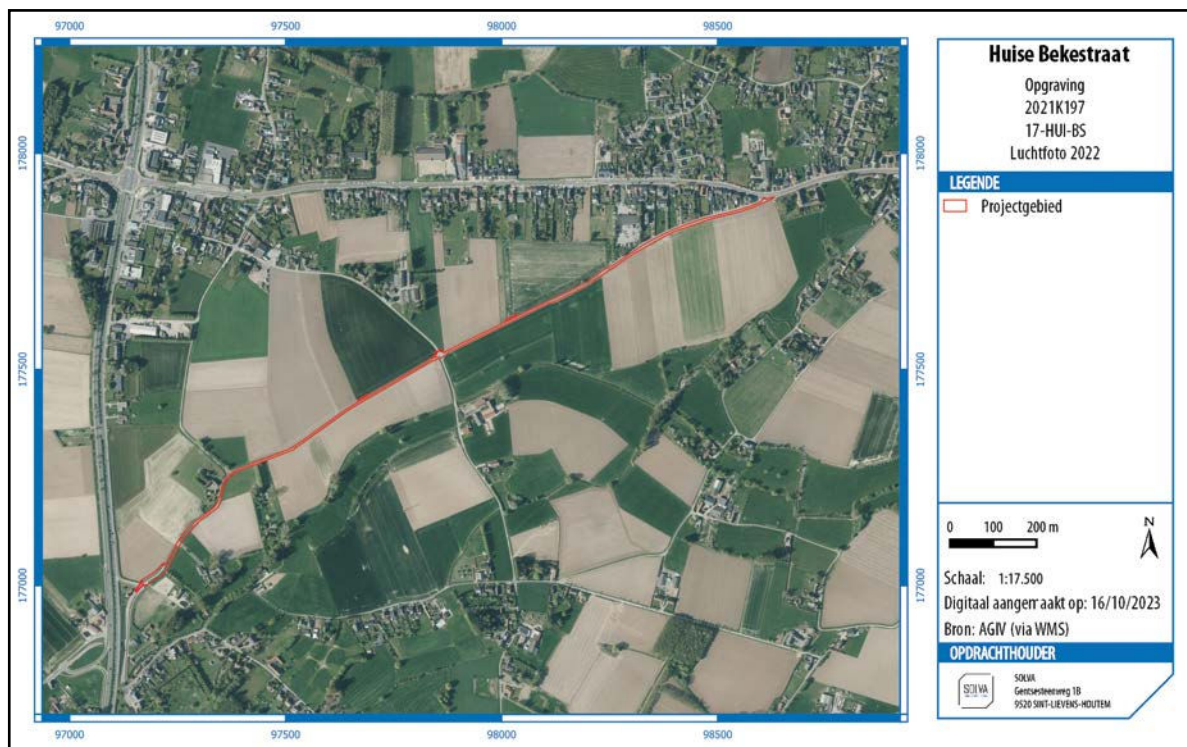 97000 97500 98000 98500
178000
177500
177000
178000
177500
177000
97000 97500 98000 98500
Huise Bekestraat
Opgraving
2021K197
17-HUI-BS
Luchtfoto 2022
LEGENDE
Projectgebied
0 100 200 m
N
Schaal: 1:17.500
Digitaal aangemaakt op: 16/10/2023
Bron: AGIV (via WMS)
OPDRACHTHOUDER
SOLVA
SOLVA
Gentsesteenweg 1B
9520 SINT-LIEVENS-HOUTEM